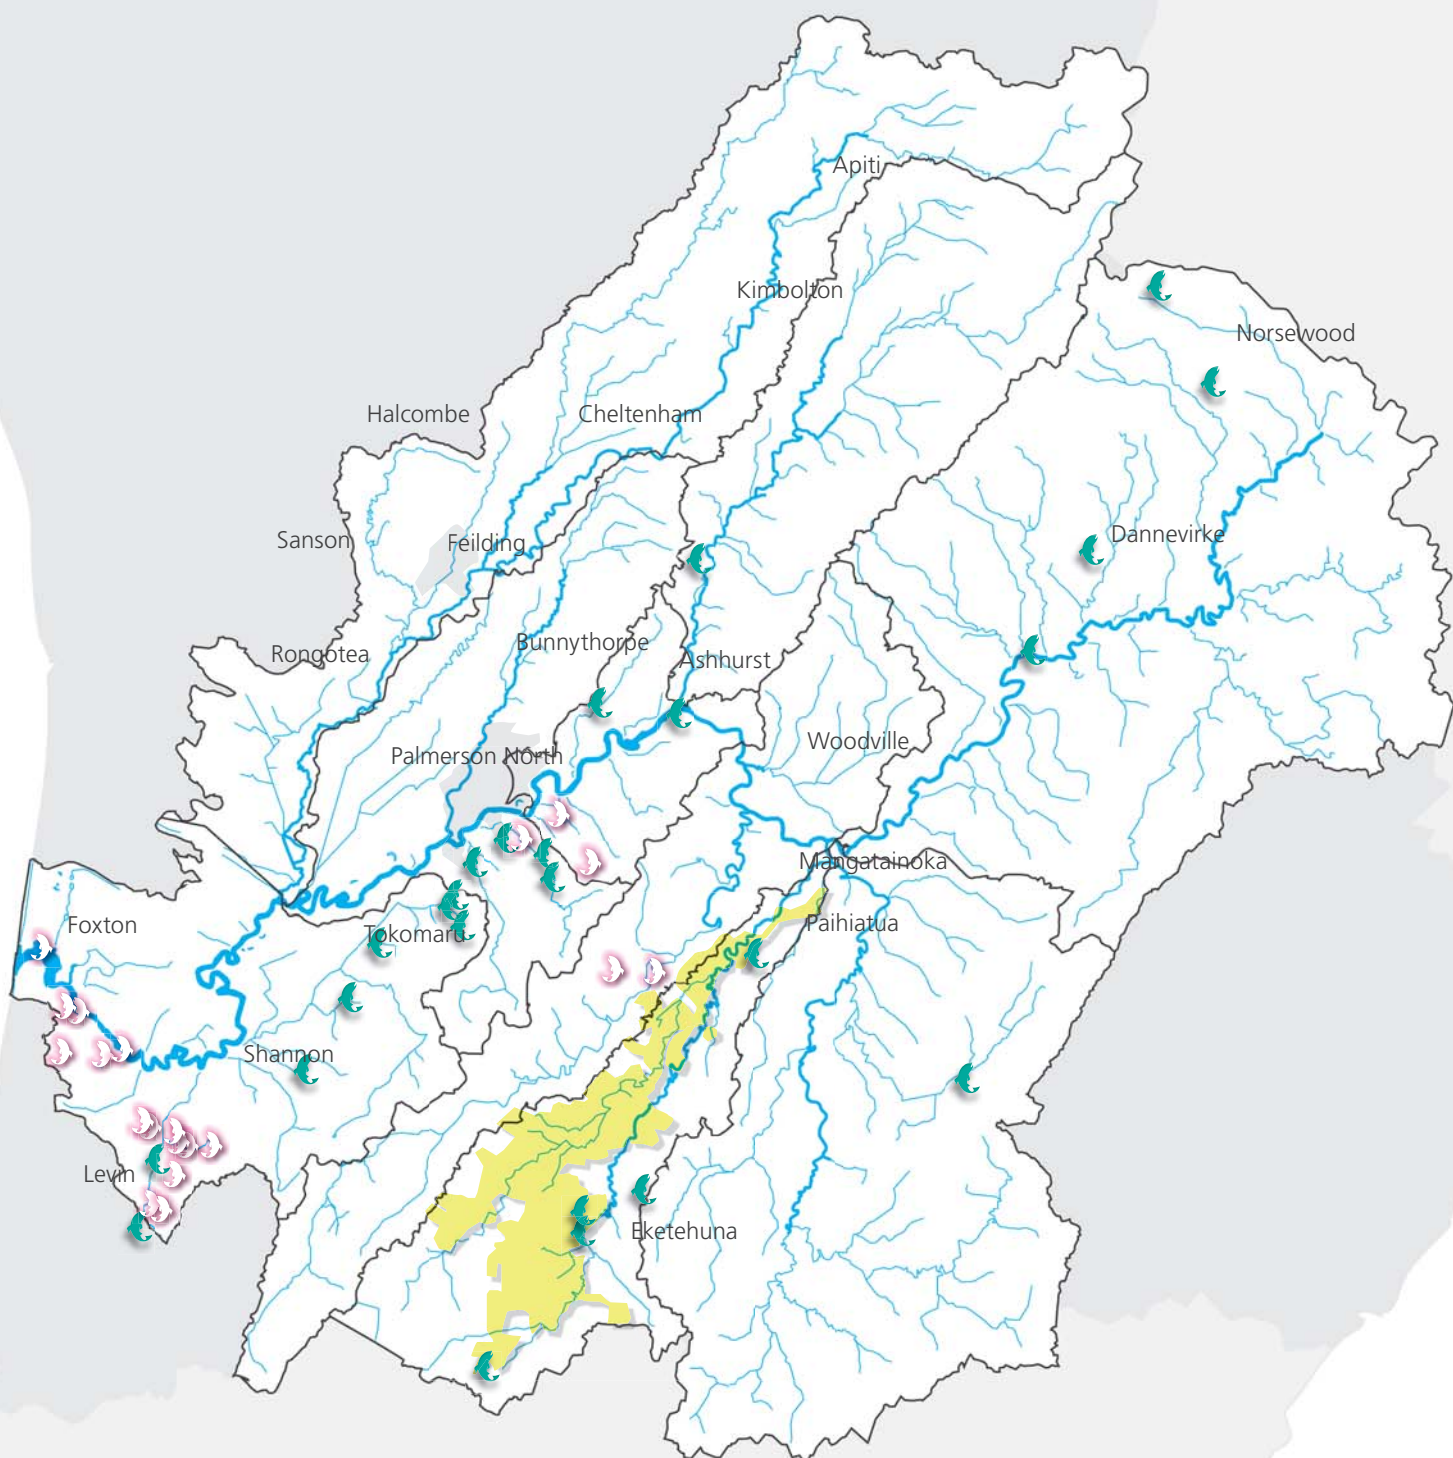 Apiti
Kimbolton
Norsewood
Halcombe
Cheltenham
Sanson
Feilding
Dannevirke
Bunnythorpe
Rongotea
Ashhurst
Woodville
Palmerson North
Mangatainoka
Foxton
Tokomaru
Paihiatua
Shannon
Levin
Eketehuna